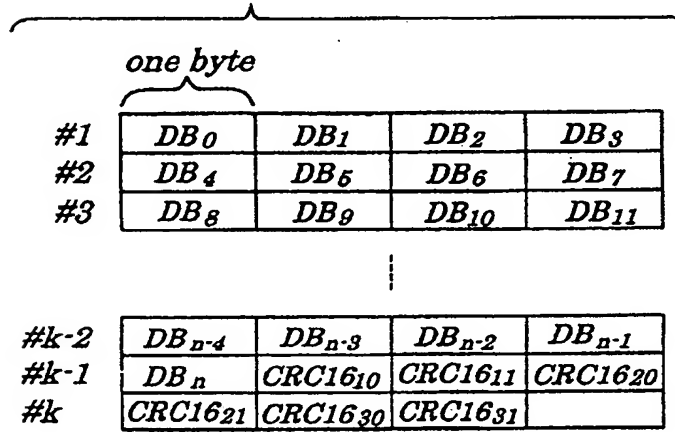 one byte
#1 DB0 DB1 DB2 DB3
#2 DB4 DB5 DB6 DB7
#3 DB8 DB9 DB10 DB11
#k-2 DBn-4 DBn-3 DBn-2 DBn-1
#k-1 DBn CRC1610 CRC1611 CRC1620
#k CRC1621 CRC1630 CRC1631